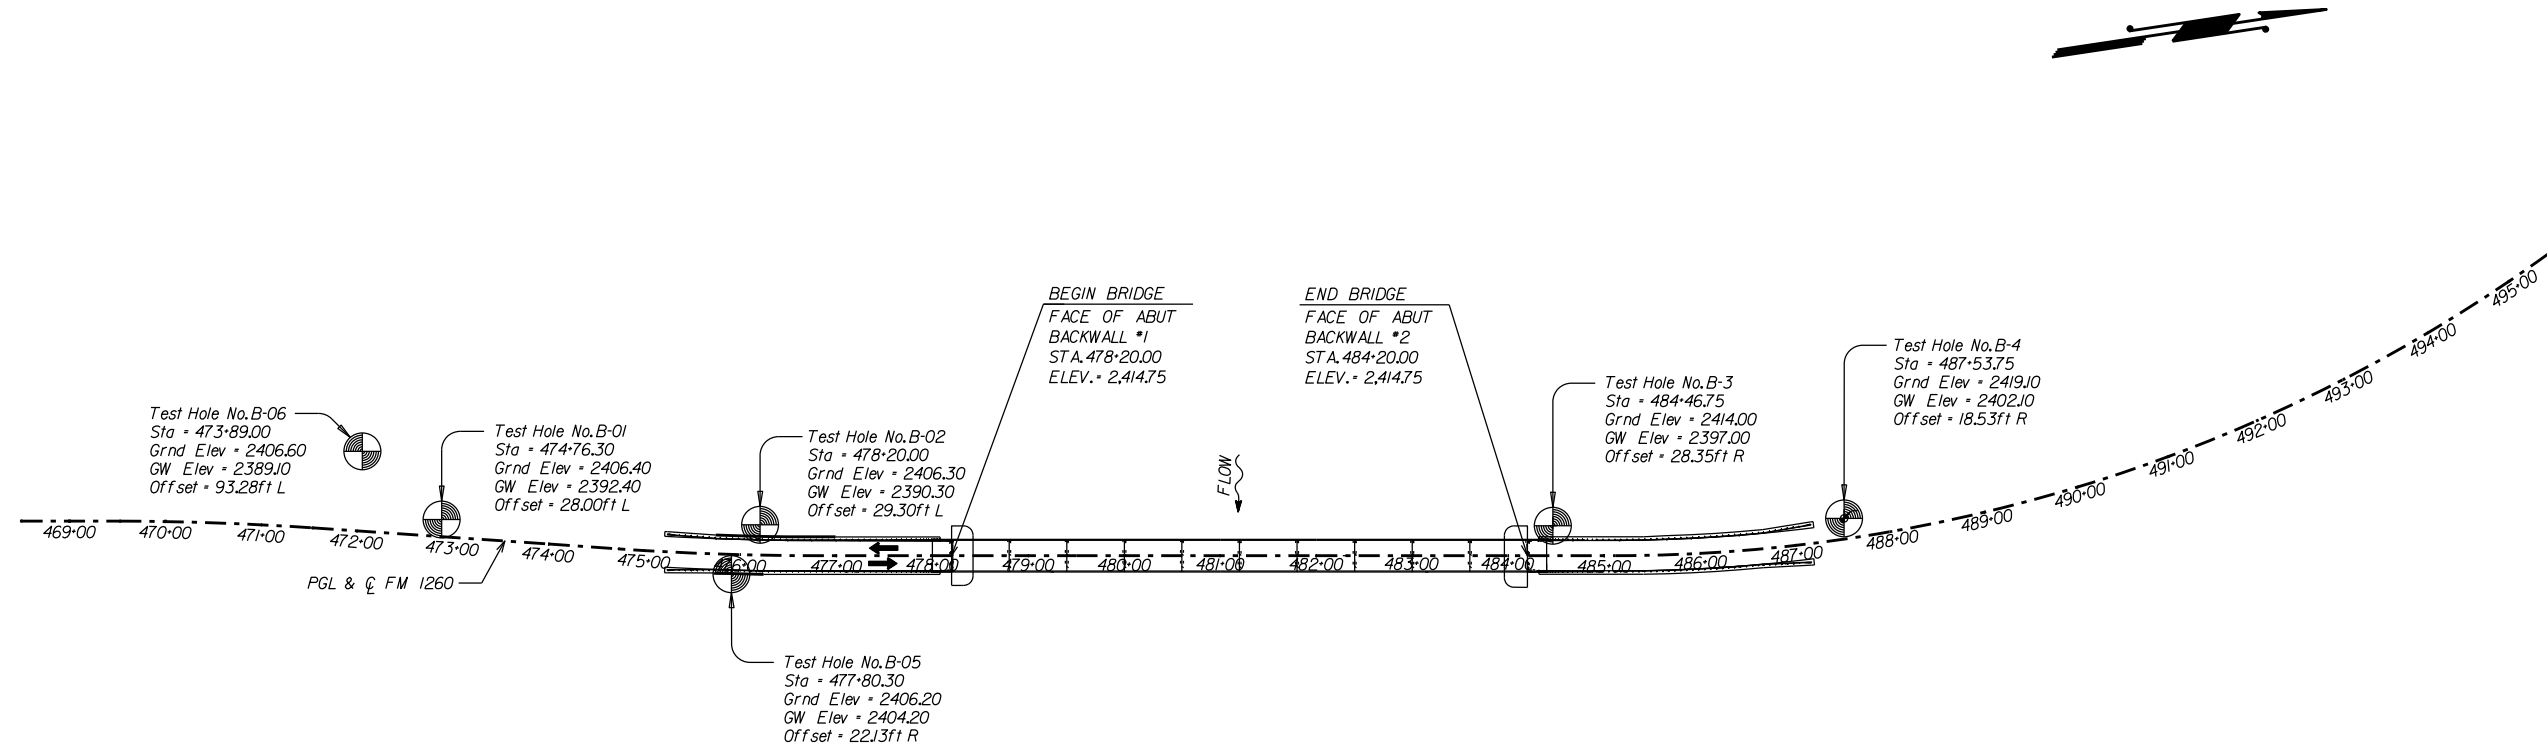 BEGIN BRIDGE
FACE OF ABUT
BACKWALL #1
STA. 478+20.00
ELEV.= 2,414.75
END BRIDGE
FACE OF ABUT
BACKWALL #2
STA. 484+20.00
ELEV.= 2,414.75
Test Hole No. B-06
Sta = 473+89.00
Grnd Elev = 2406.60
GW Elev = 2389.10
Offset = 93.28ft L
Test Hole No. B-01
Sta = 474+76.30
Grnd Elev = 2406.40
GW Elev = 2392.40
Offset = 28.00ft L
Test Hole No. B-02
Sta = 478+20.00
Grnd Elev = 2406.30
GW Elev = 2390.30
Offset = 29.30ft L
FLOW
Test Hole No. B-3
Sta = 484+46.75
Grnd Elev = 2414.00
GW Elev = 2397.00
Offset = 28.35ft R
Test Hole No. B-4
Sta = 487+53.75
Grnd Elev = 2419.10
GW Elev = 2402.10
Offset = 18.53ft R
469+00
470+00
471+00
472+00
473+00
474+00
475+00
476+00
477+00
478+00
479+00
480+00
481+00
482+00
483+00
484+00
485+00
486+00
487+00
488+00
489+00
490+00
491+00
492+00
493+00
494+00
495+00
PGL & ℄ FM 1260
Test Hole No. B-05
Sta = 477+80.30
Grnd Elev = 2406.20
GW Elev = 2404.20
Offset = 22.13ft R